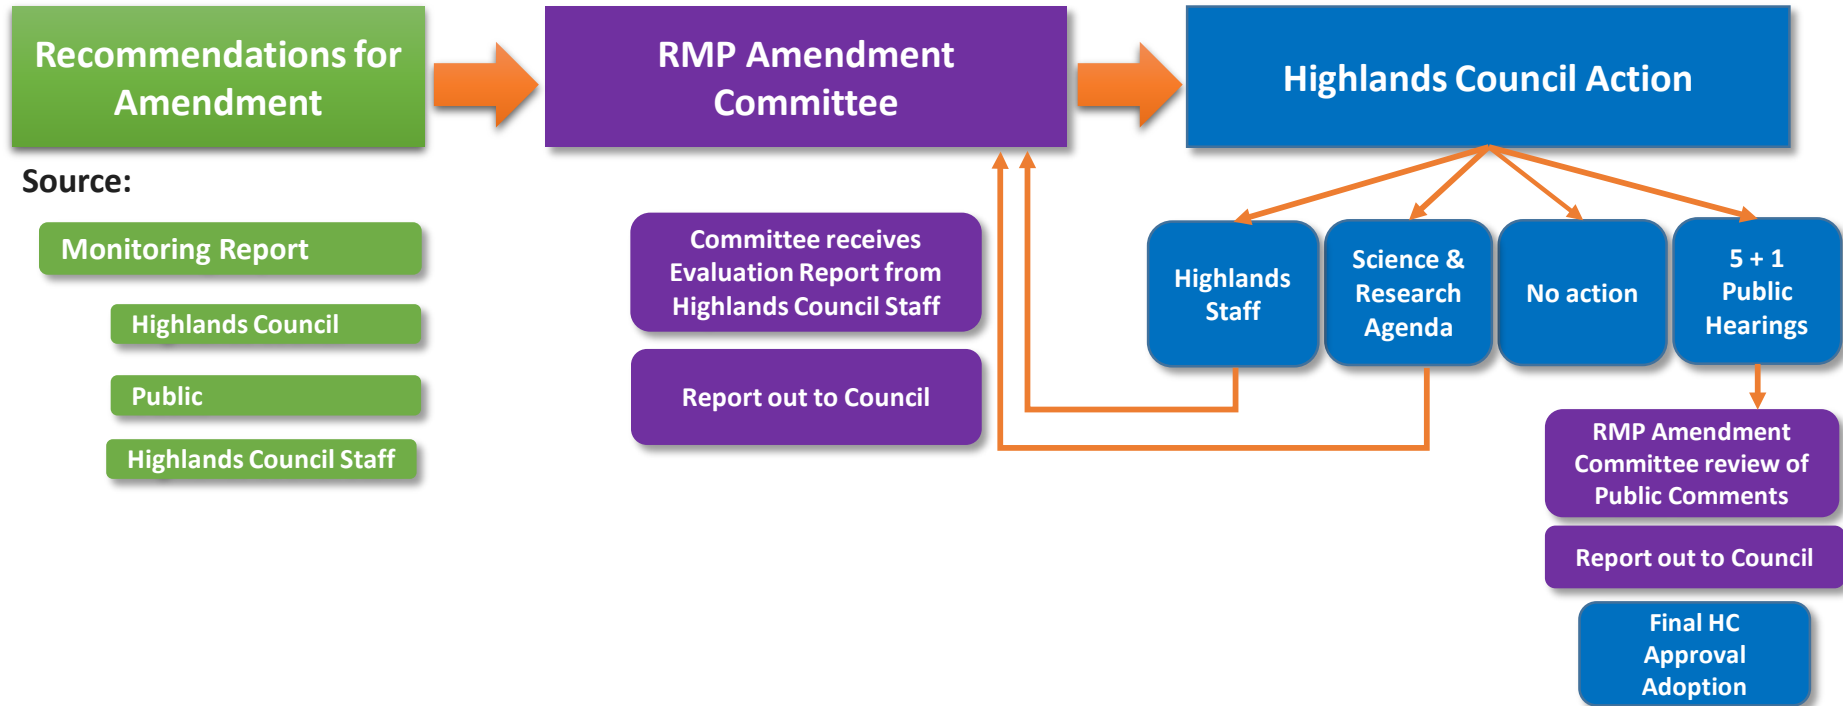 Recommendations for
Amendment
RMP Amendment
Committee
Highlands Council Action
Source:
Monitoring Report
Highlands Council
Public
Highlands Council Staff
Committee receives
Evaluation Report from
Highlands Council Staff
Report out to Council
Highlands
Staff
Science &
Research
Agenda
No action
5 + 1
Public
Hearings
RMP Amendment
Committee review of
Public Comments
Report out to Council
Final HC
Approval
Adoption